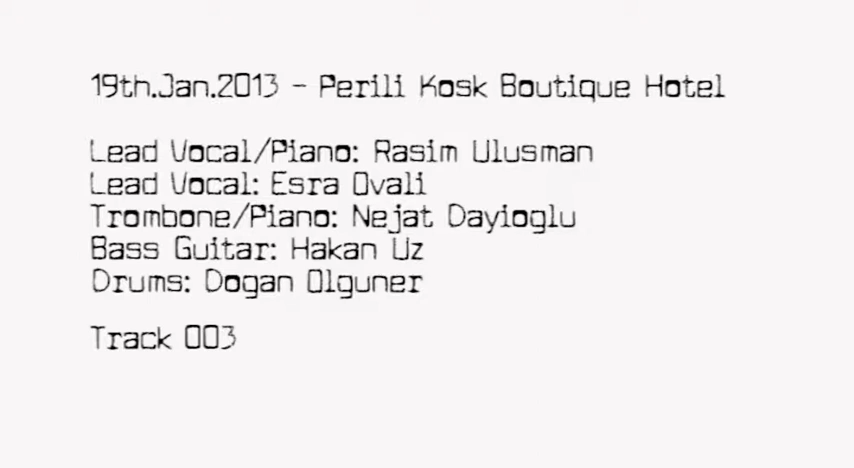 19th.Jan.2013 - Perili Kosk Boutique Hotel
Lead Vocal/Piano: Rasim Ulusman
Lead Vocal: Esra Ovali
Trombone/Piano: Nejat Dayioglu
Bass Guitar: Hakan Uz
Drums: Dogan Olguner
Track 003